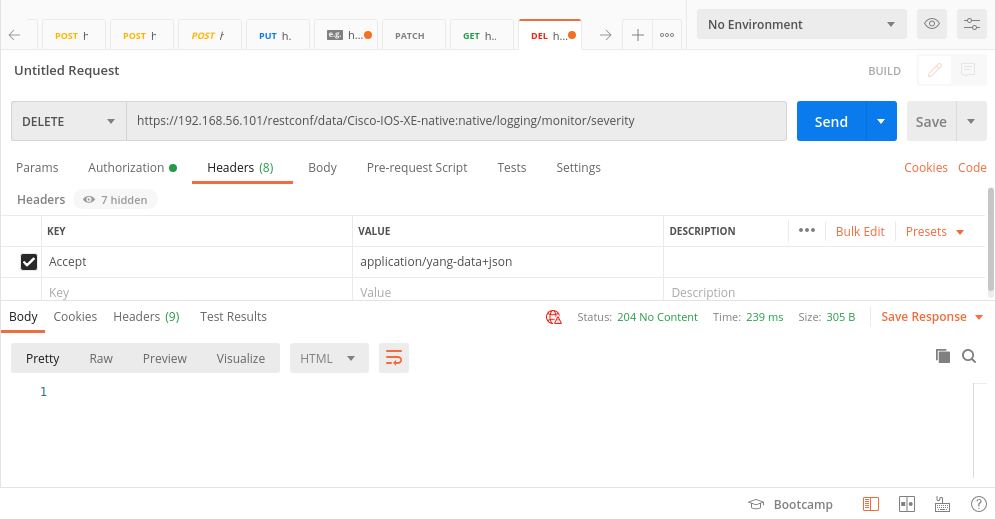 POST h POST h POST h PUT h. e.g. h... PATCH GET h.. DEL h... No Environment
Untitled Request BUILD
DELETE https://192.168.56.101/restconf/data/Cisco-IOS-XE-native:native/logging/monitor/severity Send Save
Params Authorization Headers (8) Body Pre-request Script Tests Settings Cookies Code
Headers 7 hidden
KEY VALUE DESCRIPTION ••• Bulk Edit Presets
Accept application/yang-data+json
Key Value Description
Body Cookies Headers (9) Test Results Status: 204 No Content Time: 239 ms Size: 305 B Save Response
Pretty Raw Preview Visualize HTML
1
Bootcamp